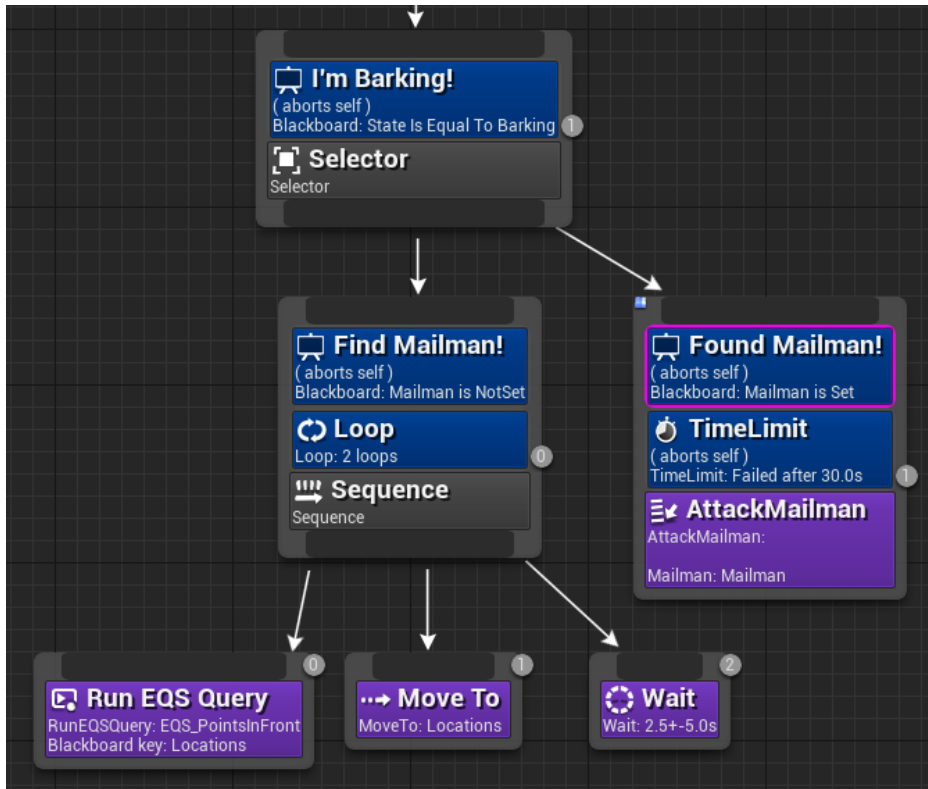 I'm Barking!
( aborts self )
Blackboard: State Is Equal To Barking
1
Selector
Selector
Find Mailman!
( aborts self )
Blackboard: Mailman is NotSet
Loop
Loop: 2 loops
0
Sequence
Sequence
Found Mailman!
( aborts self )
Blackboard: Mailman is Set
TimeLimit
( aborts self )
TimeLimit: Failed after 30.0s
1
AttackMailman
AttackMailman:
Mailman: Mailman
0
Run EQS Query
RunEQSQuery: EQS_PointsInFront
Blackboard key: Locations
1
Move To
MoveTo: Locations
2
Wait
Wait: 2.5+-5.0s